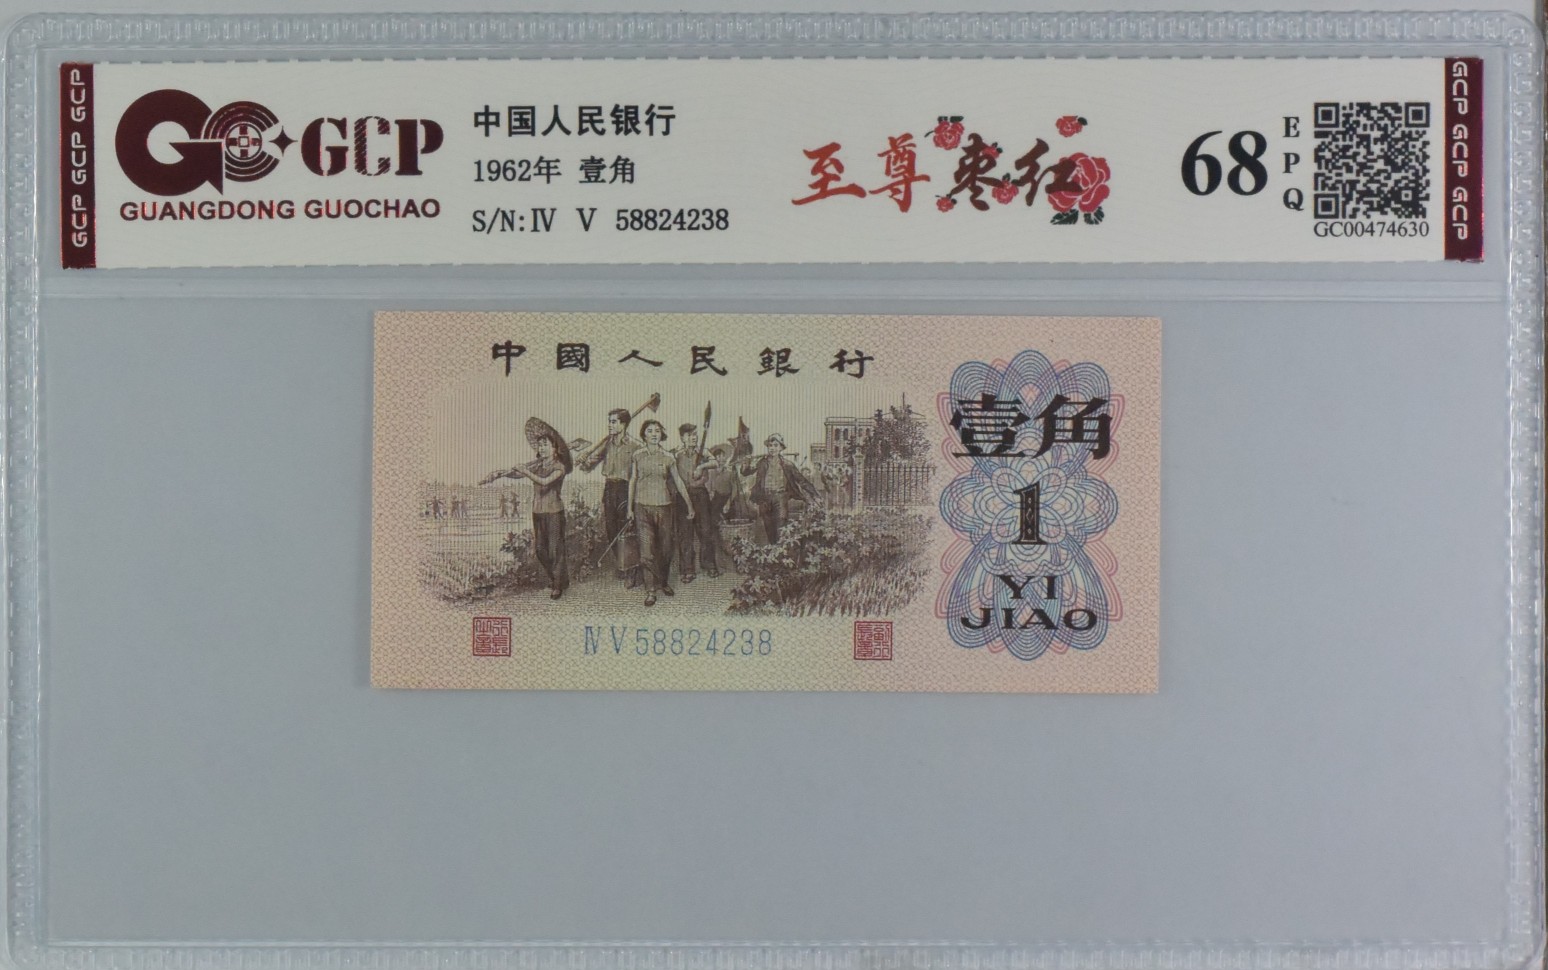 GCP GCP GCP
GCP
GUANGDONG GUOCHAO
中国人民银行
1962年 壹角
S/N: IV V 58824238
至尊枣红
68
EPQ
GC00474630
GCP GCP GCP
中國人民銀行
壹角
1
YI
JIAO
IV V 58824238